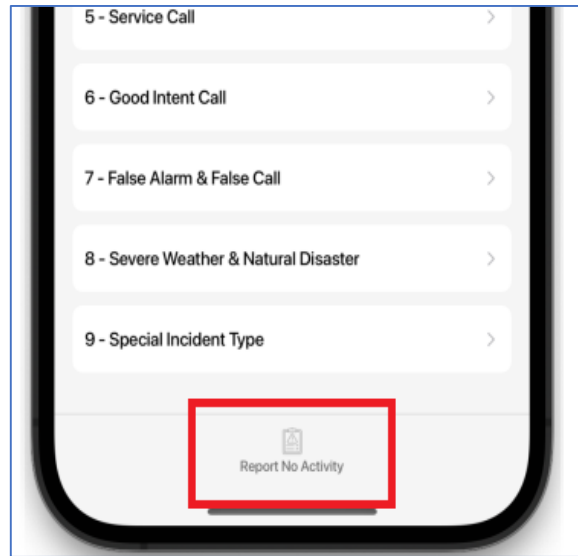 5 - Service Call
6 - Good Intent Call
7 - False Alarm & False Call
8 - Severe Weather & Natural Disaster
9 - Special Incident Type
Report No Activity